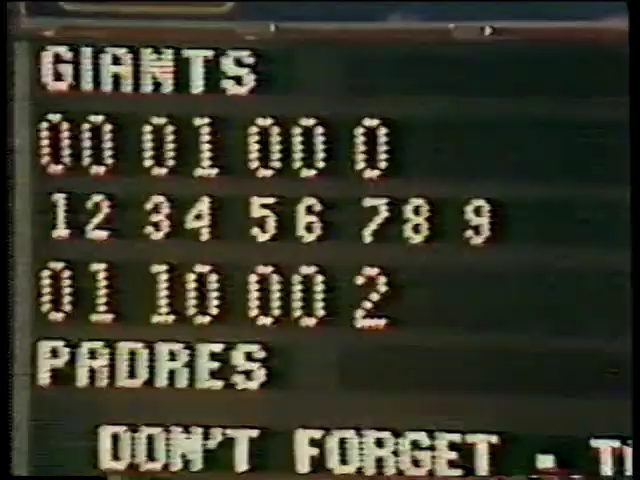 GIANTS
00 01 00 0
12 34 56 78 9
01 10 00 2
PADRES
DON'T FORGET .